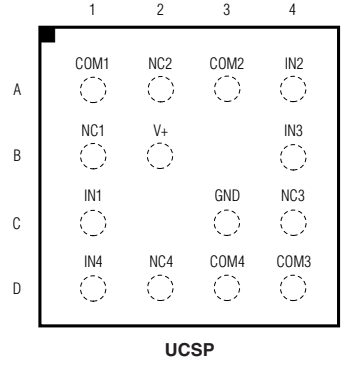 1 2 3 4
COM1 NC2 COM2 IN2
A
NC1 V+ IN3
B
IN1 GND NC3
C
IN4 NC4 COM4 COM3
D
UCSP